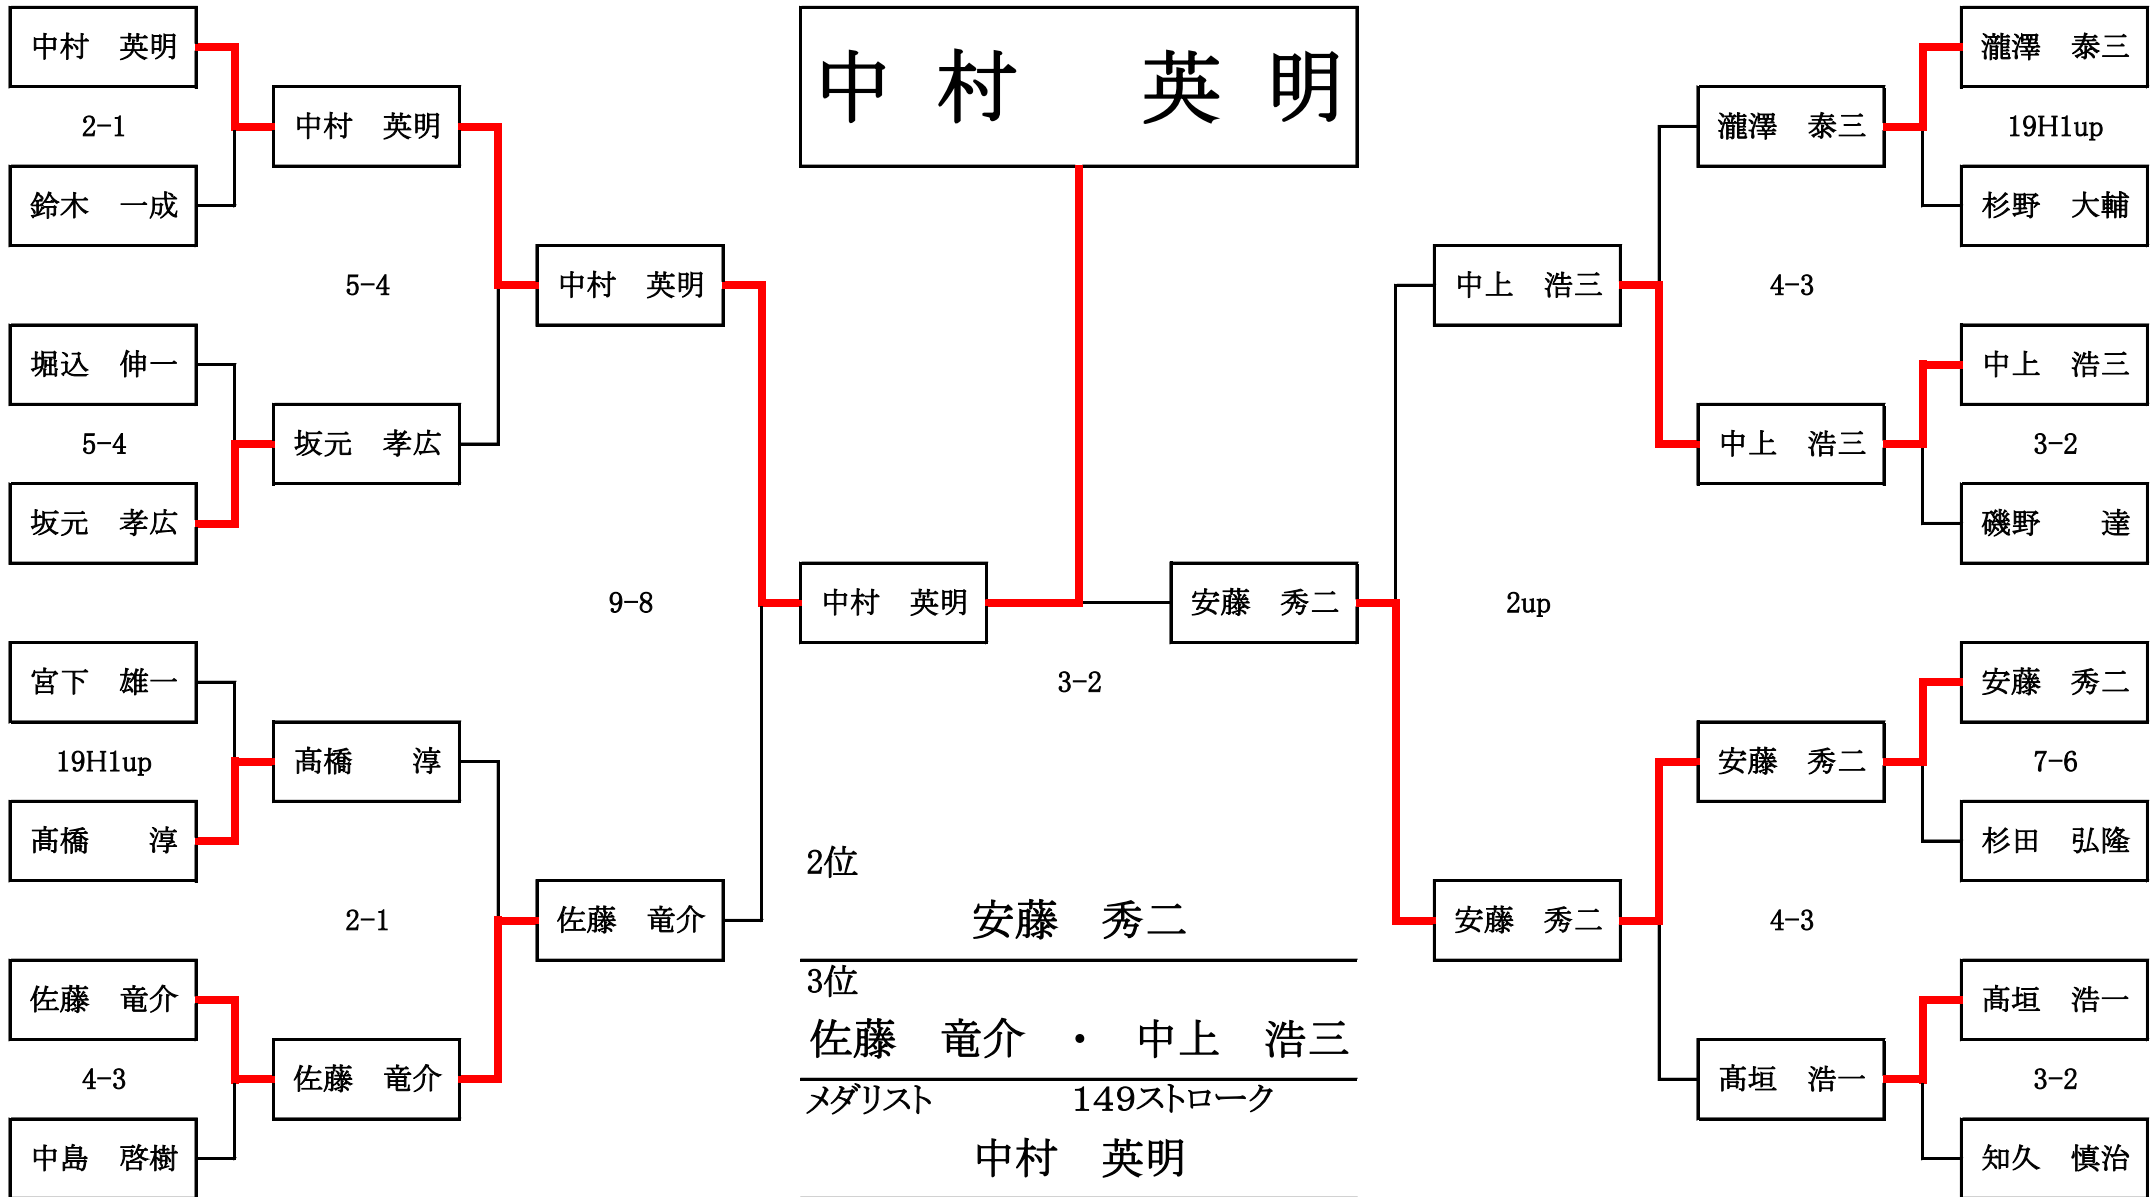 中村　英明
2-1
鈴木　一成
5-4
堀込　伸一
5-4
坂元　孝広
宮下　雄一
19H1up
髙橋　　淳
2-1
佐藤　竜介
4-3
中島　啓樹
中村　英明
坂元　孝広
髙橋　　淳
佐藤　竜介
中村　英明
9-8
佐藤　竜介
中村　英明
中村　英明
3-2
安藤　秀二
2位
安藤　秀二
3位
佐藤　竜介　・　中上　浩三
メダリスト　149ストローク
中村　英明
中上　浩三
2up
安藤　秀二
瀧澤　泰三
4-3
中上　浩三
安藤　秀二
4-3
髙垣　浩一
瀧澤　泰三
19H1up
杉野　大輔
中上　浩三
3-2
磯野　　達
安藤　秀二
7-6
杉田　弘隆
髙垣　浩一
3-2
知久　慎治